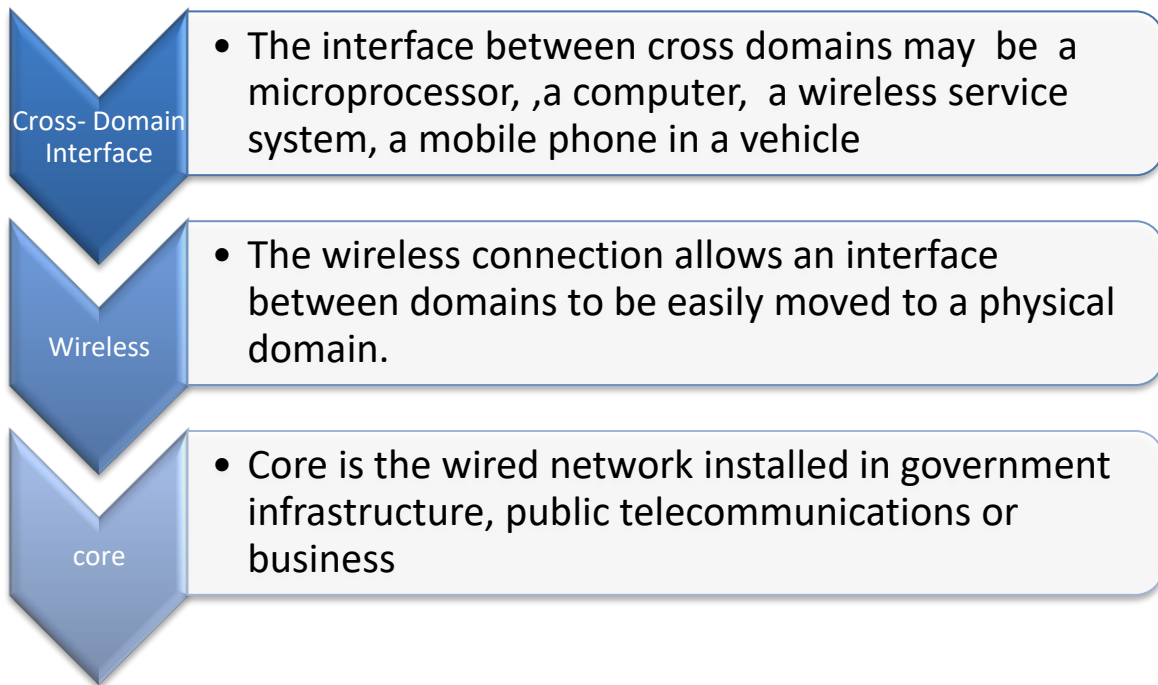 Cross- Domain
Interface
• The interface between cross domains may  be  a
microprocessor, ,a computer,  a wireless service
system, a mobile phone in a vehicle
Wireless
• The wireless connection allows an interface
between domains to be easily moved to a physical
domain.
core
• Core is the wired network installed in government
infrastructure, public telecommunications or
business